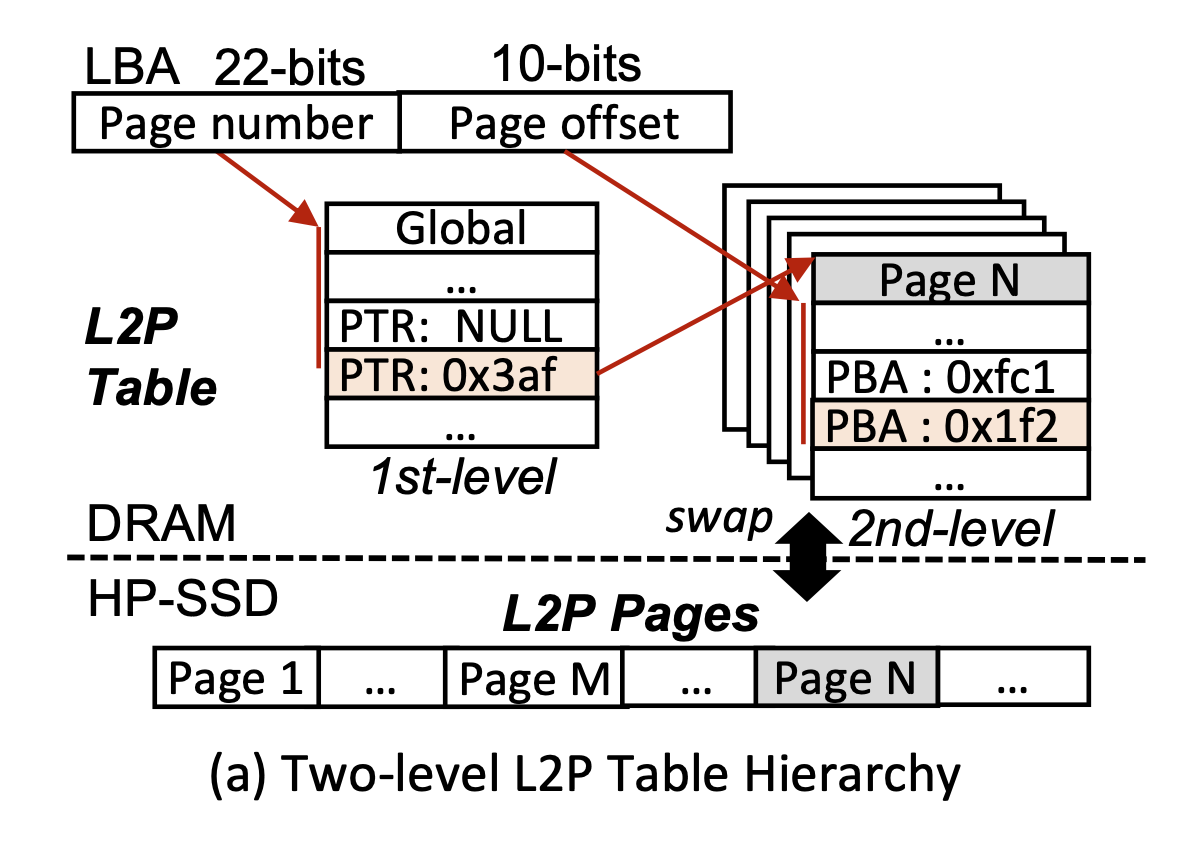 LBA 22-bits 10-bits
Page number Page offset
Global
...
PTR: NULL
PTR: 0x3af
...
1st-level
L2P
Table
Page N
...
PBA : 0xfc1
PBA : 0x1f2
...
2nd-level
DRAM
swap
HP-SSD
L2P Pages
Page 1 ... Page M ... Page N ...
(a) Two-level L2P Table Hierarchy